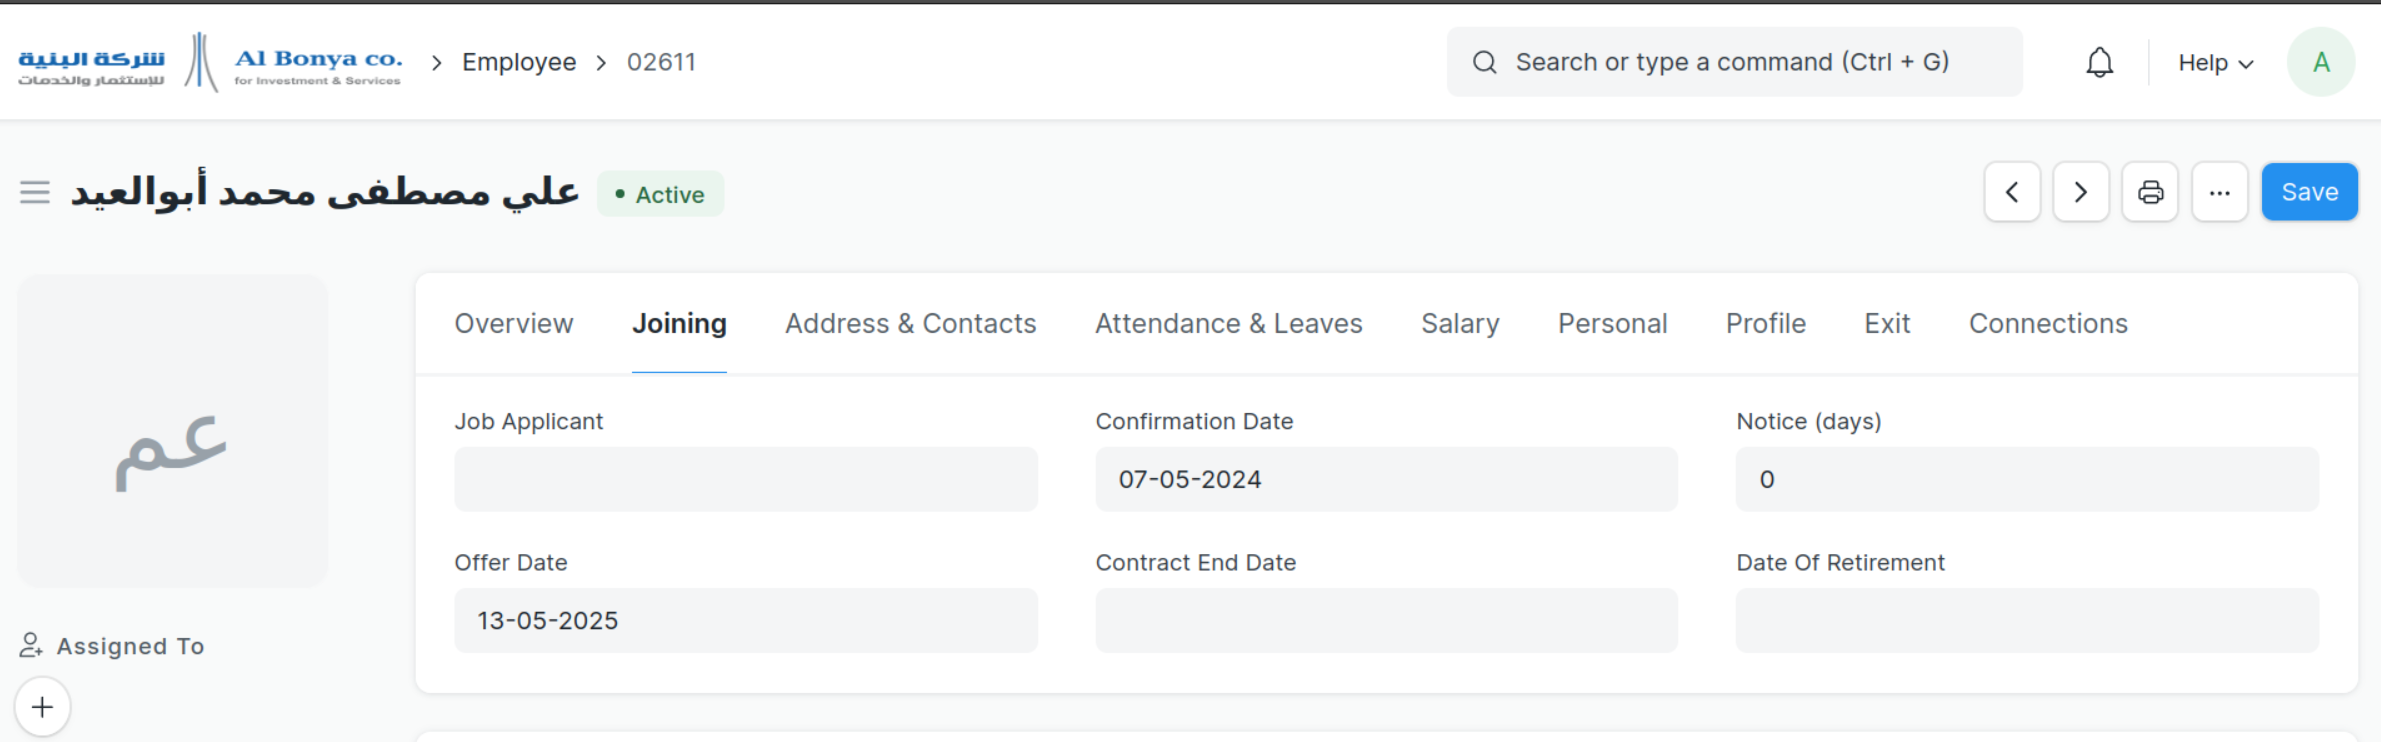 شركة البنية
للإستثمار والخدمات
Al Bonya co.
for Investment & Services
> Employee > 02611
Search or type a command (Ctrl + G)
Help
A
علي مصطفى محمد أبوالعيد
• Active
...
Save
عم
Overview Joining Address & Contacts Attendance & Leaves Salary Personal Profile Exit Connections
Job Applicant Confirmation Date Notice (days)
07-05-2024 0
Offer Date Contract End Date Date Of Retirement
13-05-2025
Assigned To
+